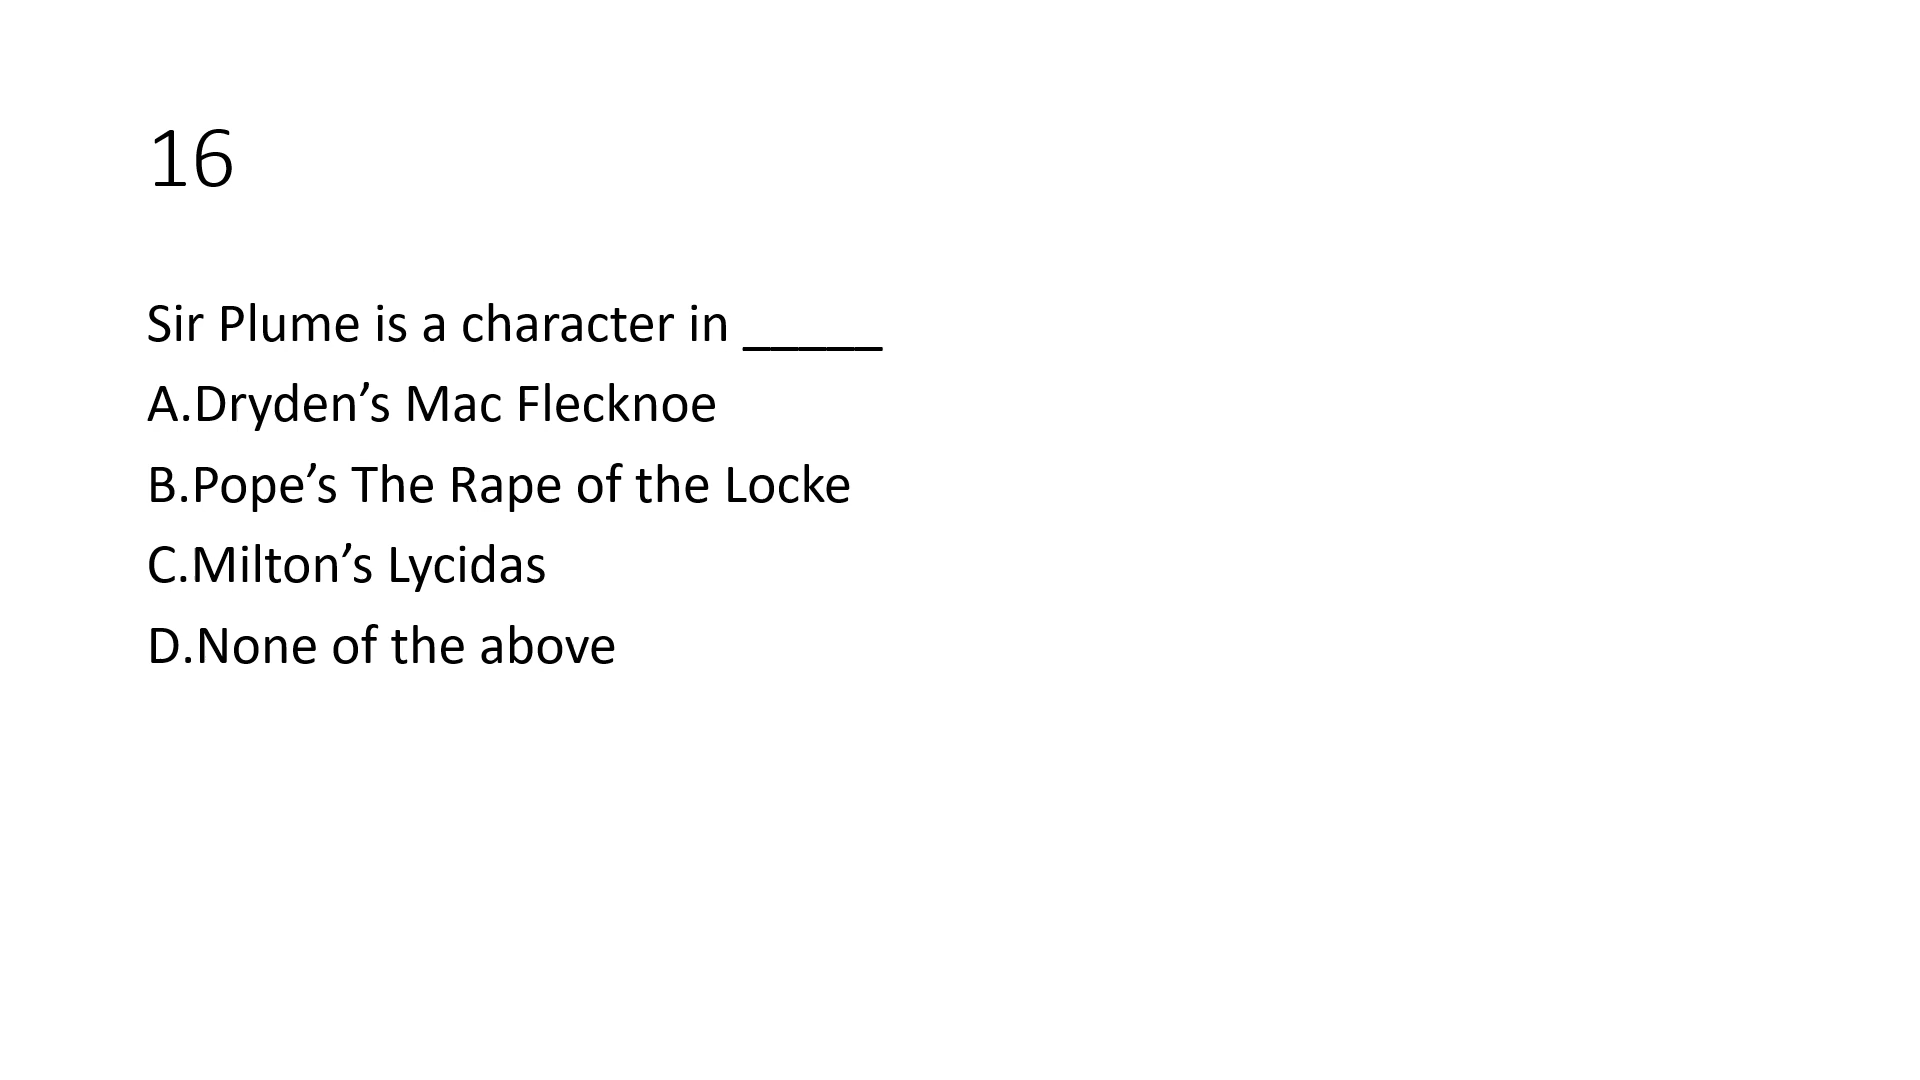 16
Sir Plume is a character in _____
A.Dryden’s Mac Flecknoe
B.Pope’s The Rape of the Locke
C.Milton’s Lycidas
D.None of the above